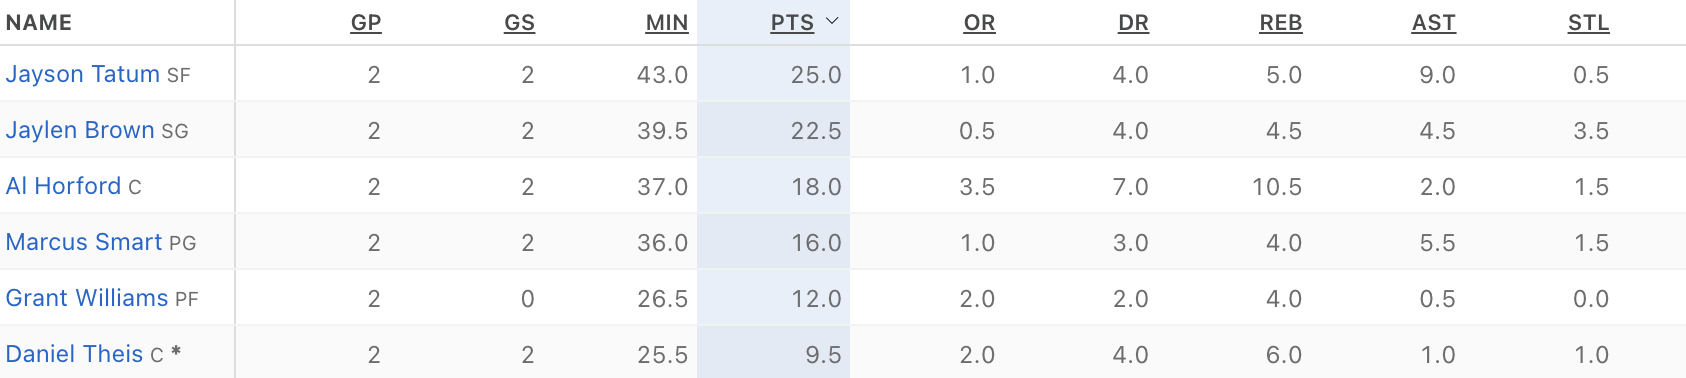 NAME GP GS MIN PTS OR DR REB AST STL
Jayson Tatum SF 2 2 43.0 25.0 1.0 4.0 5.0 9.0 0.5
Jaylen Brown SG 2 2 39.5 22.5 0.5 4.0 4.5 4.5 3.5
Al Horford C 2 2 37.0 18.0 3.5 7.0 10.5 2.0 1.5
Marcus Smart PG 2 2 36.0 16.0 1.0 3.0 4.0 5.5 1.5
Grant Williams PF 2 0 26.5 12.0 2.0 2.0 4.0 0.5 0.0
Daniel Theis C * 2 2 25.5 9.5 2.0 4.0 6.0 1.0 1.0